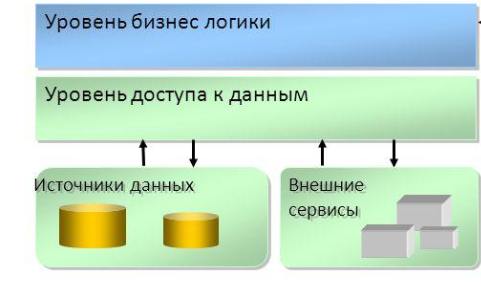 Уровень бизнес логики
Уровень доступа к данным
Источники данных
Внешние
сервисы